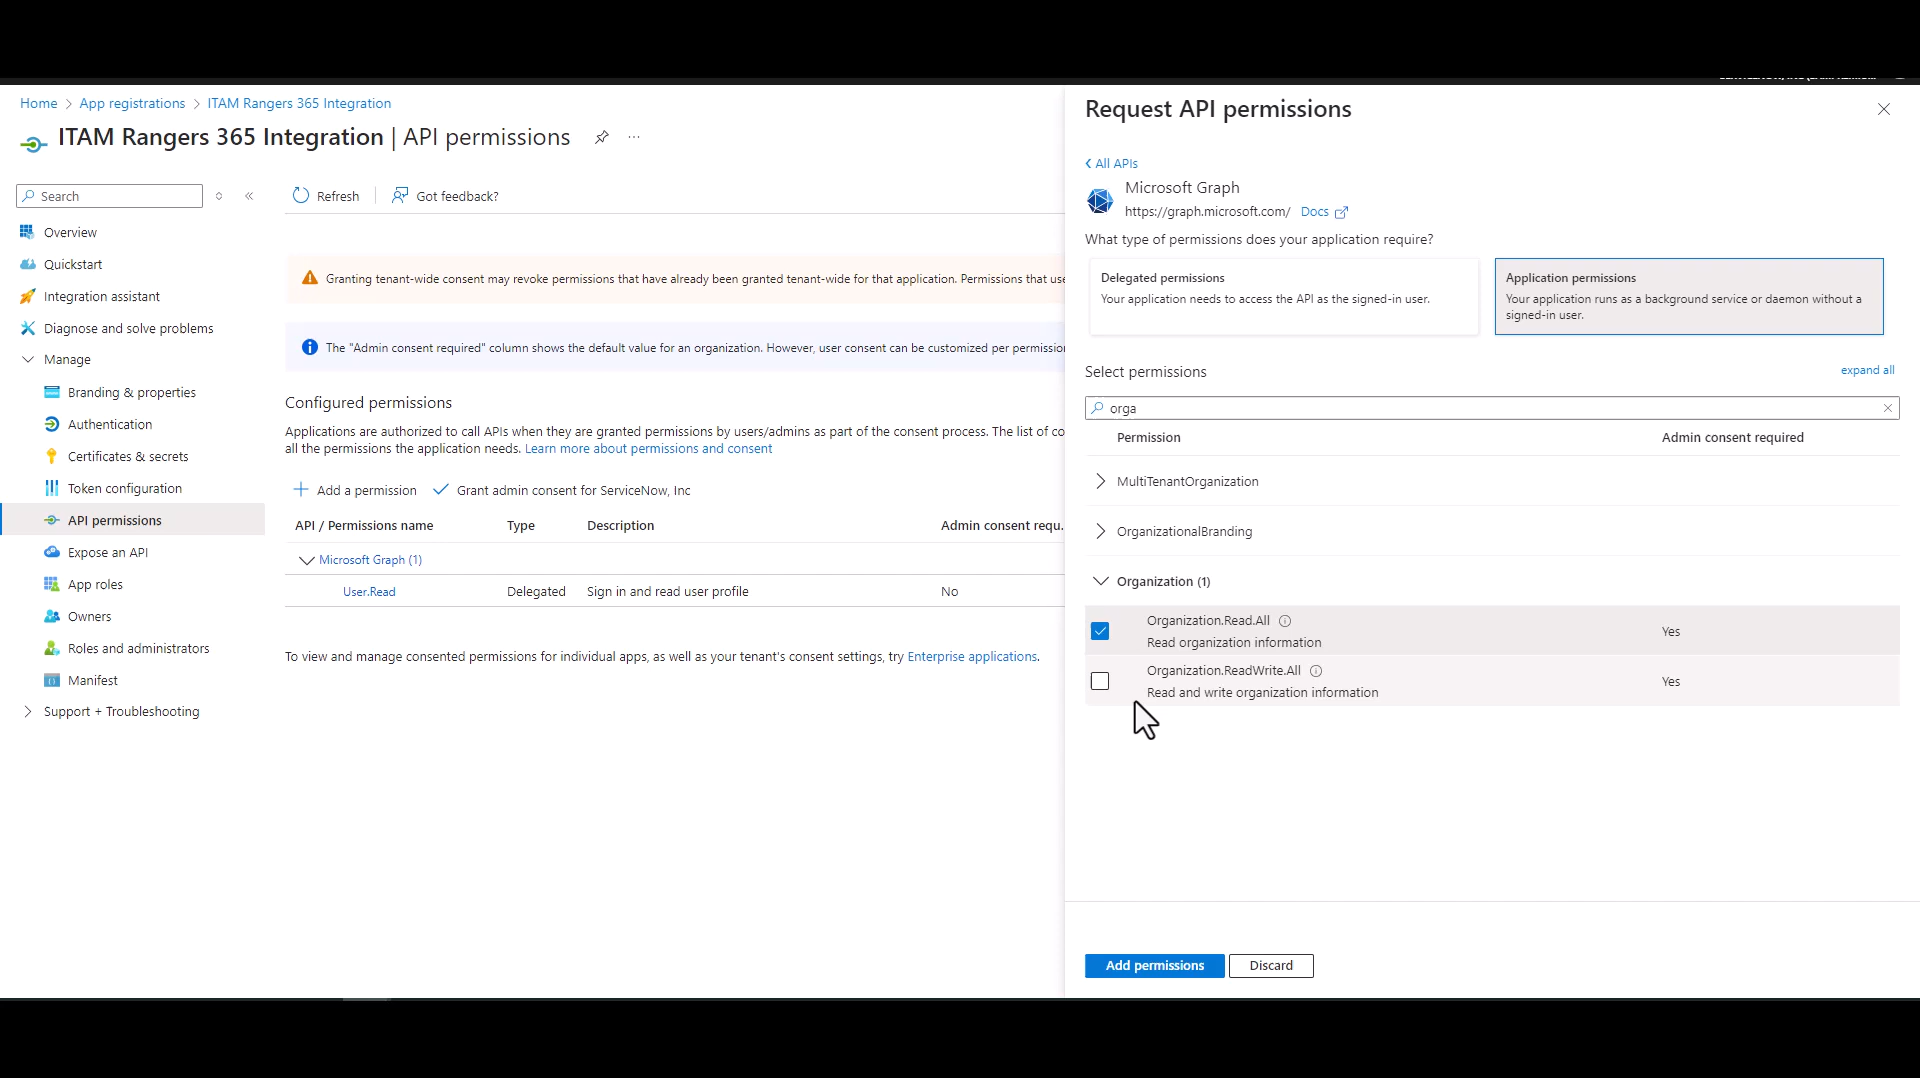 Home > App registrations > ITAM Rangers 365 Integration
ITAM Rangers 365 Integration | API permissions
Search
Overview
Quickstart
Integration assistant
Diagnose and solve problems
Manage
Branding & properties
Authentication
Certificates & secrets
Token configuration
API permissions
Expose an API
App roles
Owners
Roles and administrators
Manifest
Support + Troubleshooting
Refresh
Got feedback?
Granting tenant-wide consent may revoke permissions that have already been granted tenant-wide for that application. Permissions that use
The "Admin consent required" column shows the default value for an organization. However, user consent can be customized per permission
Configured permissions
Applications are authorized to call APIs when they are granted permissions by users/admins as part of the consent process. The list of co
all the permissions the application needs. Learn more about permissions and consent
Add a permission
Grant admin consent for ServiceNow, Inc
API / Permissions name Type Description Admin consent requ.
Microsoft Graph (1)
User.Read Delegated Sign in and read user profile No
To view and manage consented permissions for individual apps, as well as your tenant's consent settings, try Enterprise applications.
Request API permissions
All APIs
Microsoft Graph
https://graph.microsoft.com/ Docs
What type of permissions does your application require?
Delegated permissions
Your application needs to access the API as the signed-in user.
Application permissions
Your application runs as a background service or daemon without a
signed-in user.
Select permissions
expand all
orga
Permission Admin consent required
MultiTenantOrganization
OrganizationalBranding
Organization (1)
Organization.Read.All
Read organization information
Yes
Organization.ReadWrite.All
Read and write organization information
Yes
Add permissions
Discard